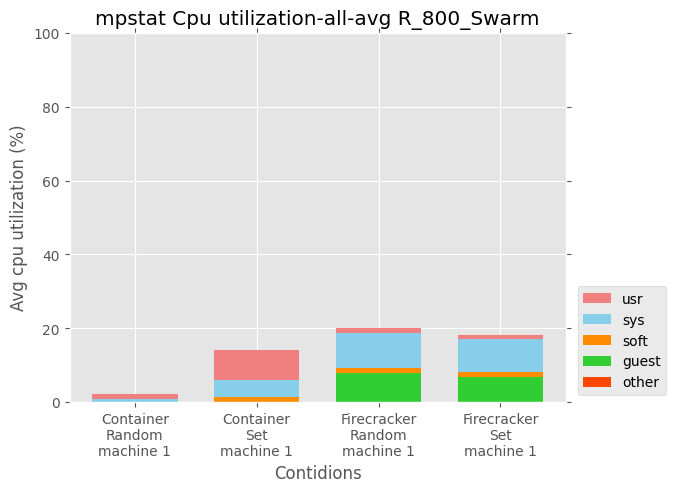 mpstat Cpu utilization-all-avg R_800_Swarm
100
80
60
40
20
0
Avg cpu utilization (%)
Container
Random
machine 1
Container
Set
machine 1
Firecracker
Random
machine 1
Firecracker
Set
machine 1
Contidions
usr
sys
soft
guest
other